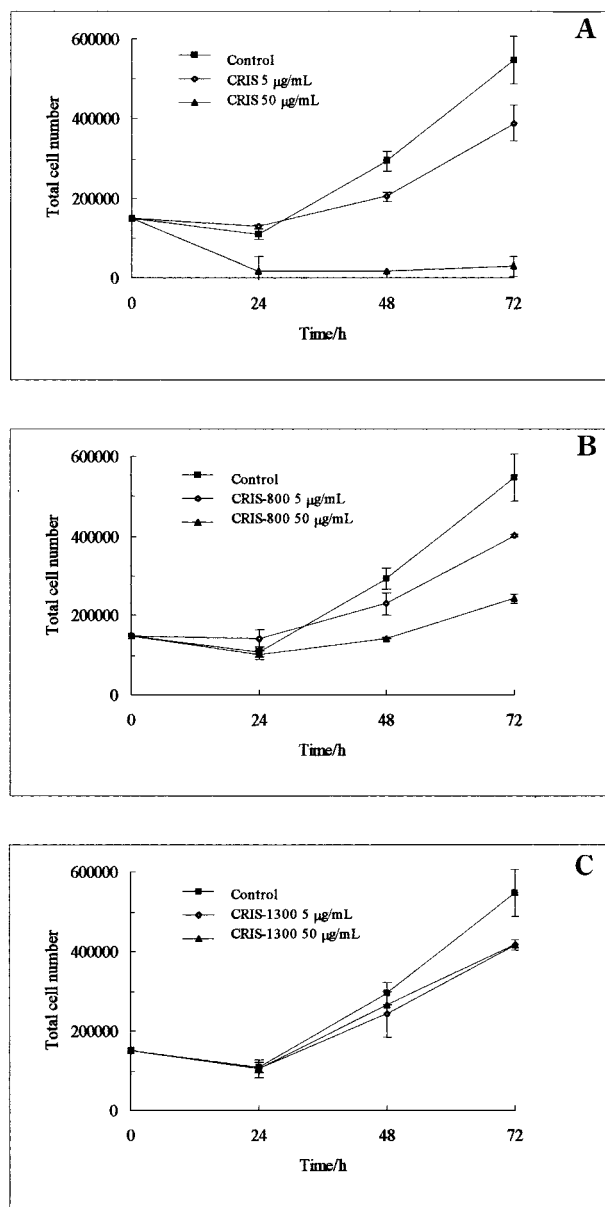 A
600000
400000
200000
0
Total cell number
Control
CRIS 5 µg/mL
CRIS 50 µg/mL
0 24 48 72
Time/h
B
600000
400000
200000
0
Total cell number
Control
CRIS-800 5 µg/mL
CRIS-800 50 µg/mL
0 24 48 72
Time/h
C
600000
400000
200000
0
Total cell number
Control
CRIS-1300 5 µg/mL
CRIS-1300 50 µg/mL
0 24 48 72
Time/h